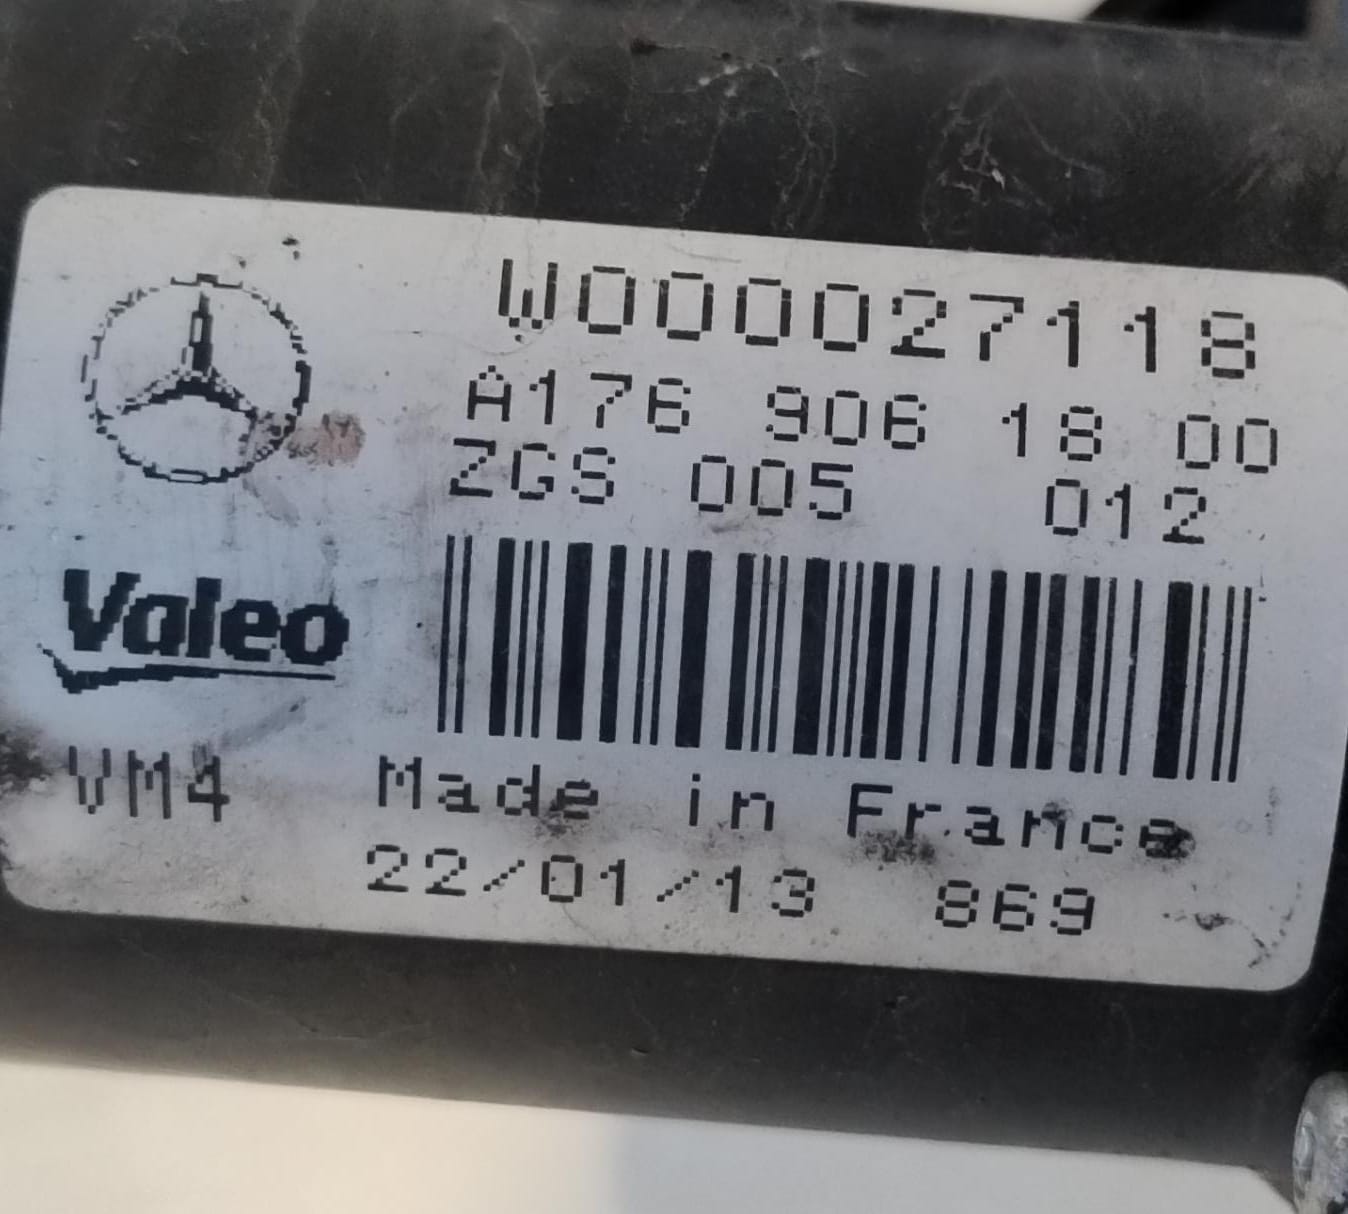 W000027118
A176 906 18 00
ZGS 005 012
Valeo
VM4
Made in France
22/01/13 869